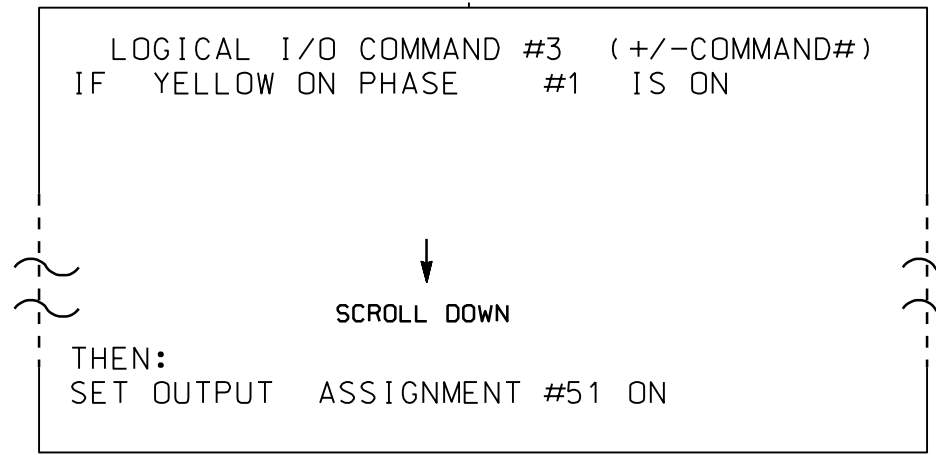 LOGICAL I/O COMMAND #3 (+/-COMMAND#)
IF YELLOW ON PHASE #1 IS ON
SCROLL DOWN
THEN:
SET OUTPUT ASSIGNMENT #51 ON